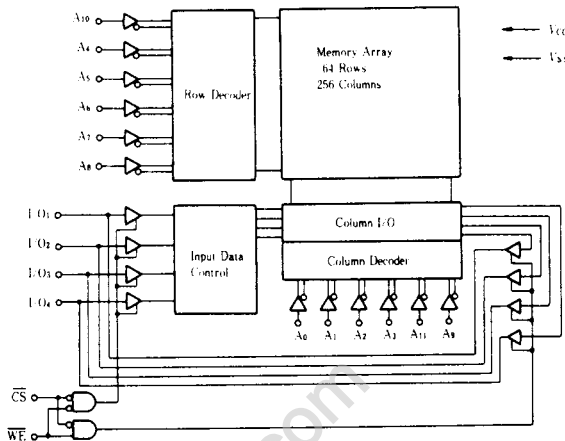 A10
A4
A5
A6
A7
A8
Row Decoder
Memory Array
64 Rows
256 Columns
VCC
I/O1
I/O2
I/O3
I/O4
Input Data
Control
Column I/O
Column Decoder
A0 A1 A2 A3 A11 A9
CS
WE
.com